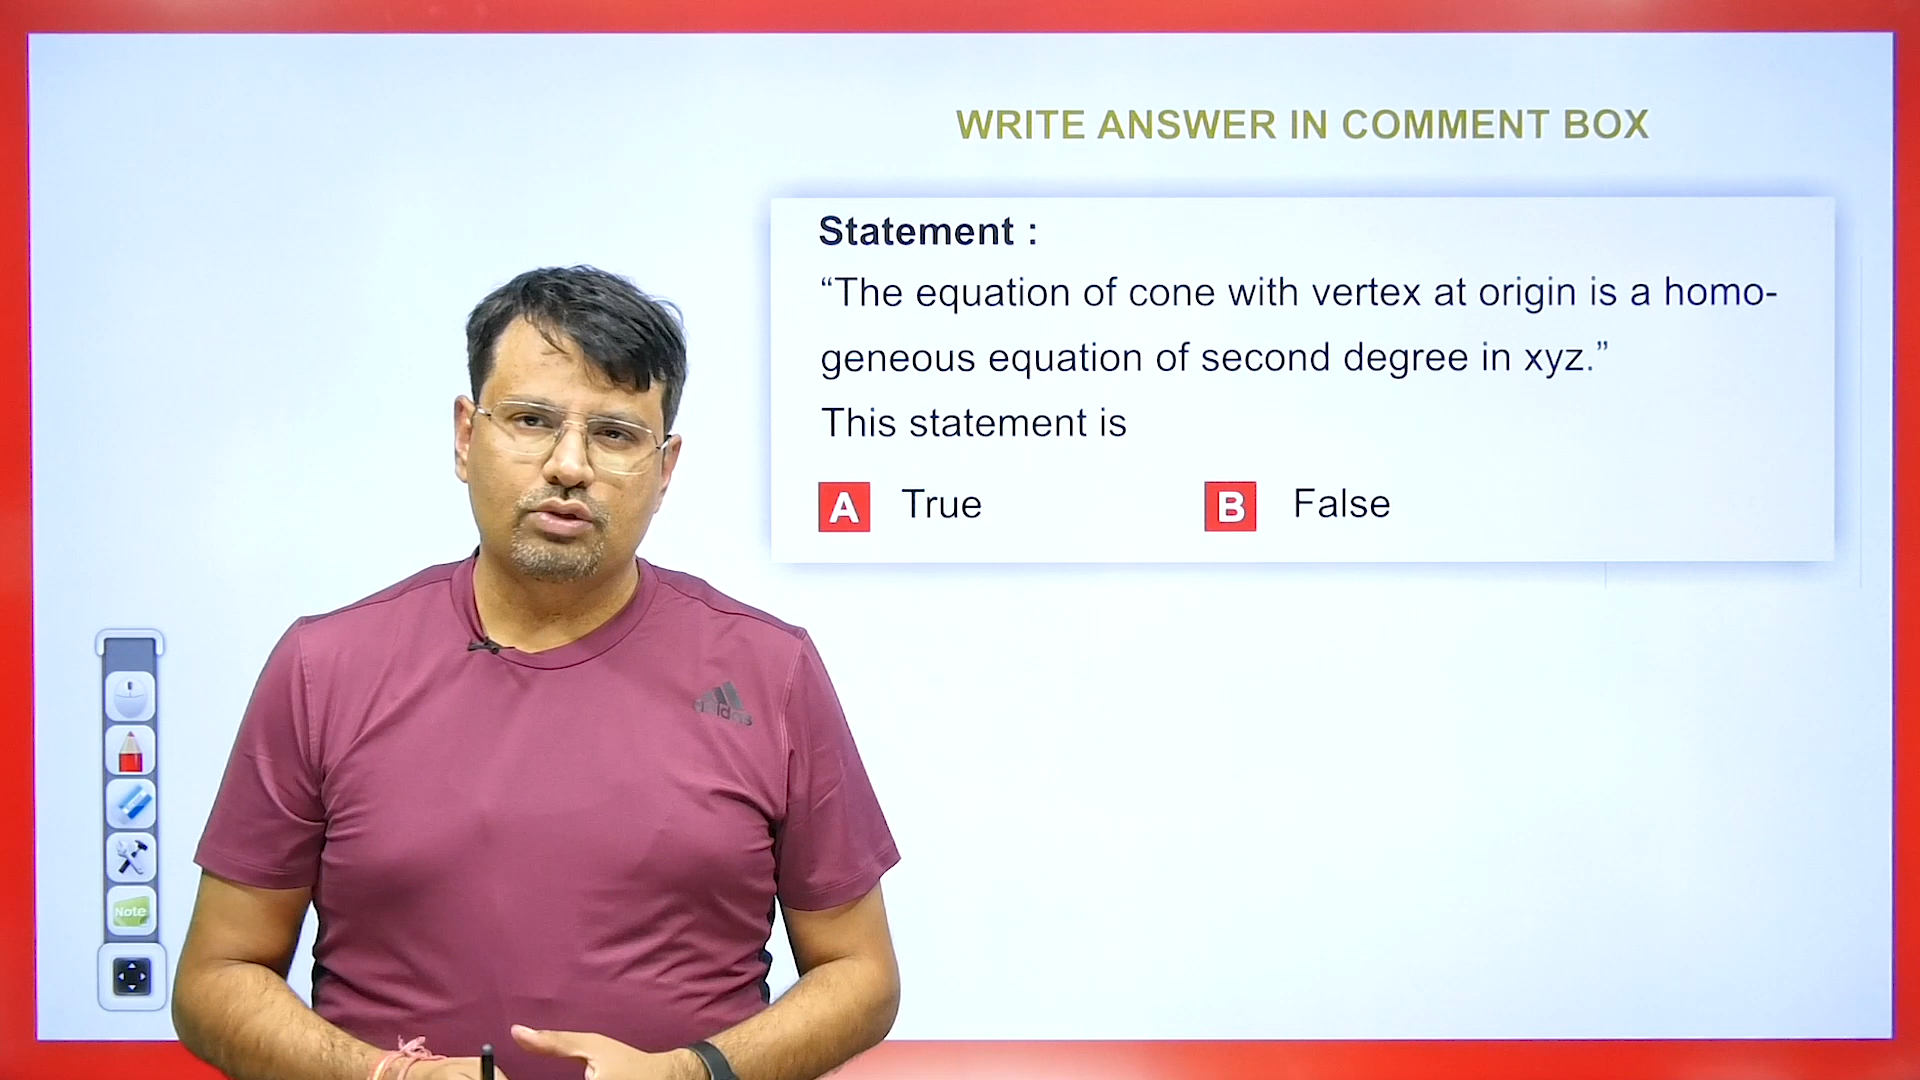 WRITE ANSWER IN COMMENT BOX
Statement :
“The equation of cone with vertex at origin is a homo-
geneous equation of second degree in xyz.”
This statement is
A True
B False
adidas
Note